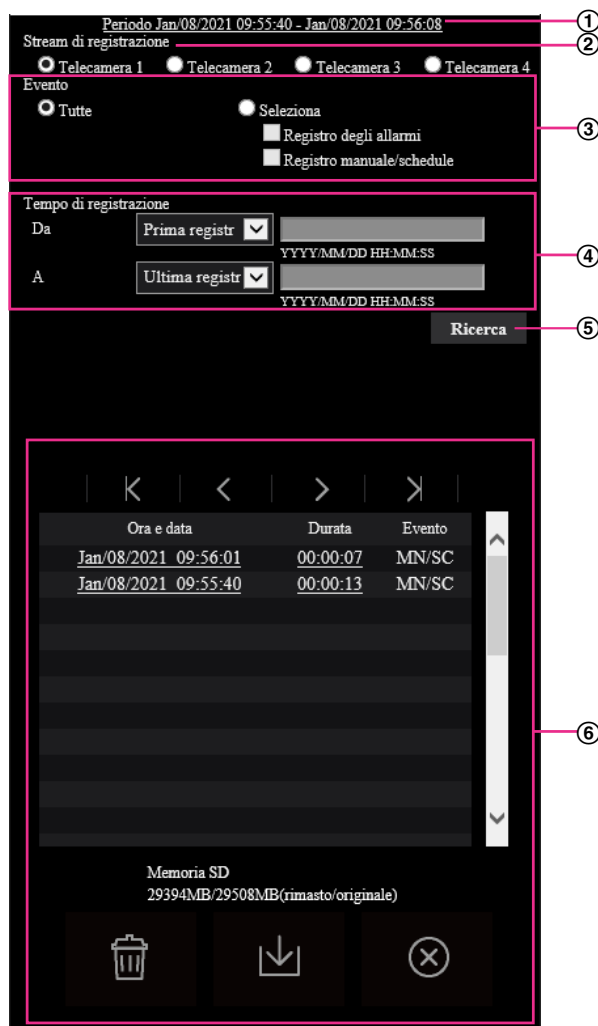 Periodo Jan/08/2021 09:55:40 - Jan/08/2021 09:56:08 ①
Stream di registrazione ②
Telecamera 1 Telecamera 2 Telecamera 3 Telecamera 4
Evento
Tutte Seleziona
③
Registro degli allarmi
Registro manuale/schedule
Tempo di registrazione
Da Prima registr
YYYY/MM/DD HH:MM:SS
④
A Ultima registr
YYYY/MM/DD HH:MM:SS
Ricerca ⑤
Ora e data Durata Evento
Jan/08/2021 09:56:01 00:00:07 MN/SC
Jan/08/2021 09:55:40 00:00:13 MN/SC
⑥
Memoria SD
29394MB/29508MB(rimasto/originale)